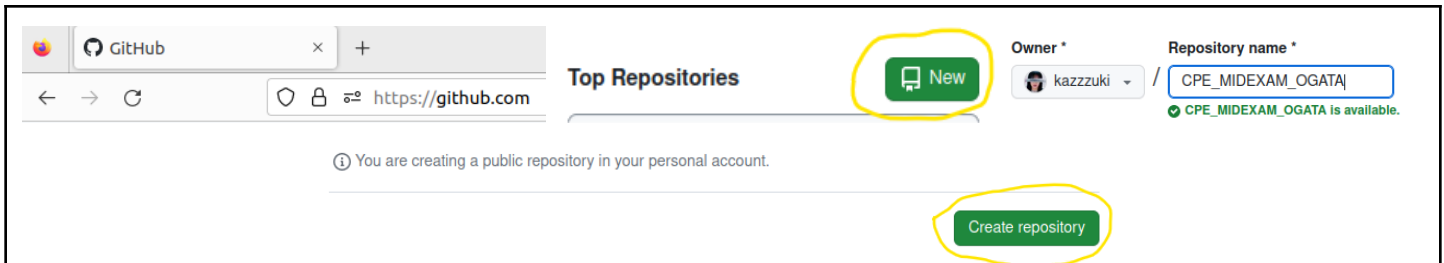 GitHub
https://github.com
Top Repositories
New
Owner *
Repository name *
kazzzuki
/
CPE_MIDEXAM_OGATA
CPE_MIDEXAM_OGATA is available.
You are creating a public repository in your personal account.
Create repository